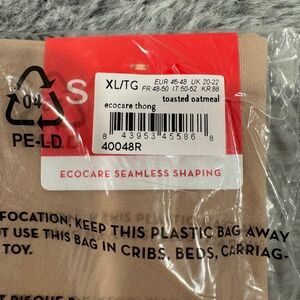 S
XL/TG EUR 46-48 UK 20-22
FR:48-50 IT:50-52 KR:88
ecocare thong toasted oatmeal
8 43953 45586 8
40048R
04
PE-LD
ECOCARE SEAMLESS SHAPING
FOCATION, KEEP THIS PLASTIC BAG AWAY
OT USE THIS BAG IN CRIBS, BEDS, CARRIAG-
TOY.